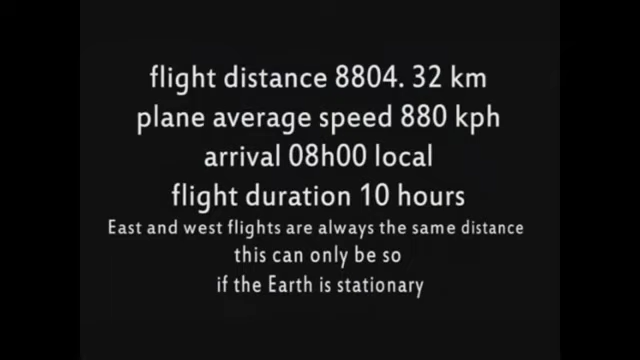 flight distance 8804. 32 km
plane average speed 880 kph
arrival 08h00 local
flight duration 10 hours
East and west flights are always the same distance
this can only be so
if the Earth is stationary